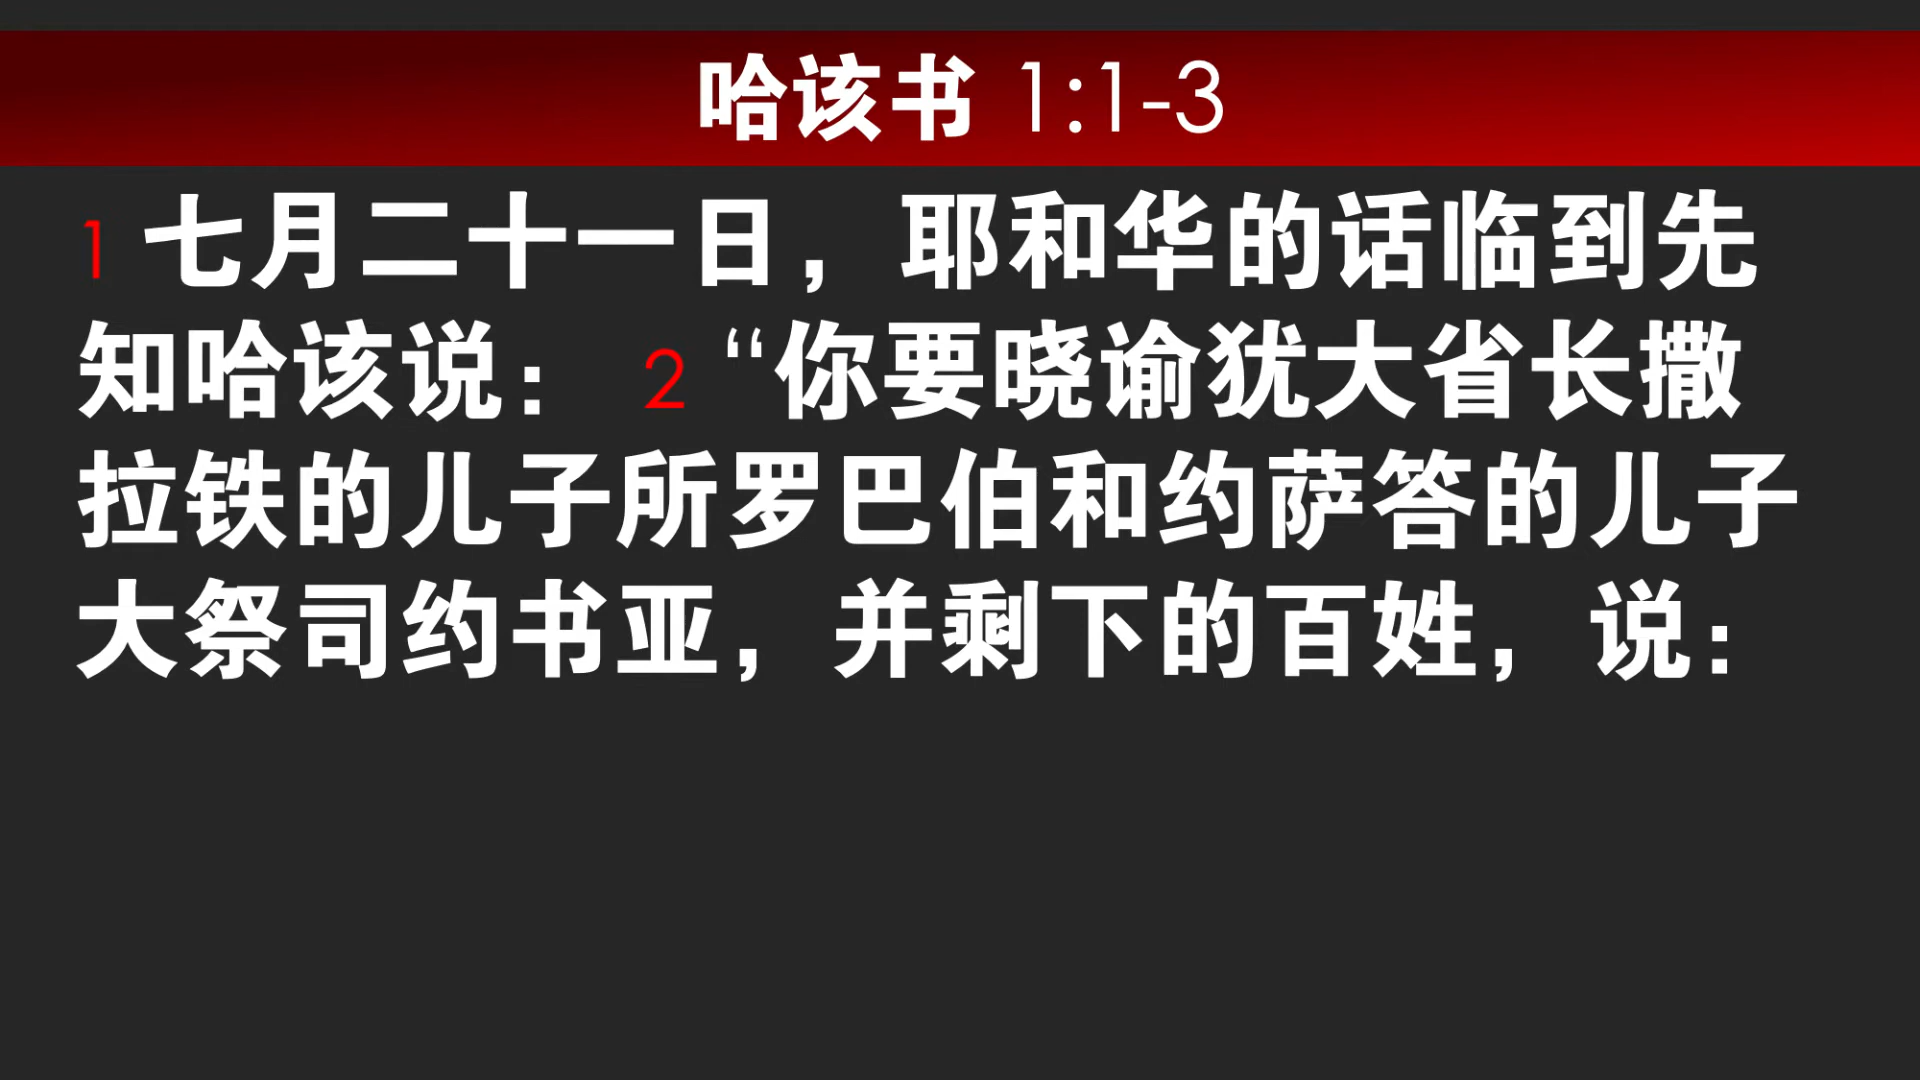 哈该书 1:1-3
1 七月二十一日，耶和华的话临到先
知哈该说： 2 “你要晓谕犹大省长撒
拉铁的儿子所罗巴伯和约萨答的儿子
大祭司约书亚，并剩下的百姓，说：